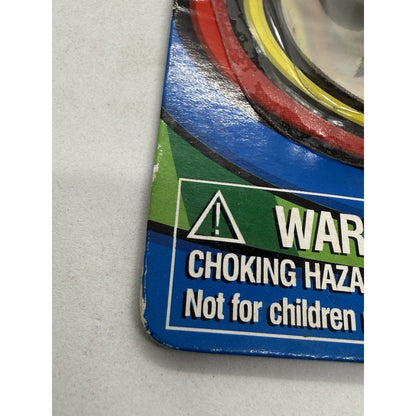 WAR
CHOKING HAZA
Not for children